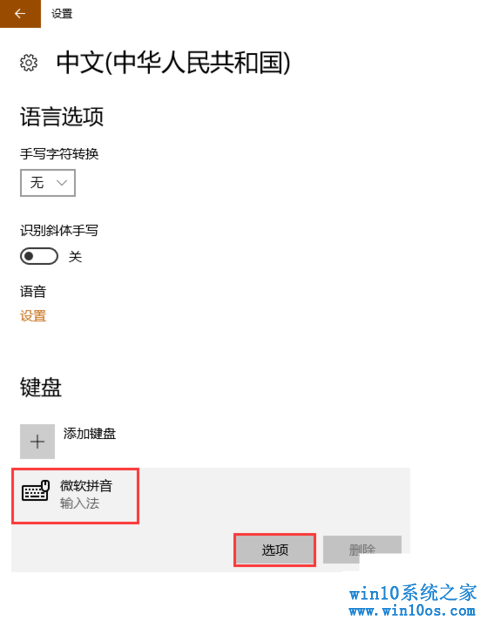 设置
中文(中华人民共和国)
语言选项
手写字符转换
无
识别斜体手写
关
语音
设置
键盘
添加键盘
微软拼音
输入法
选项
删除
win10系统之家
www.win10os.com